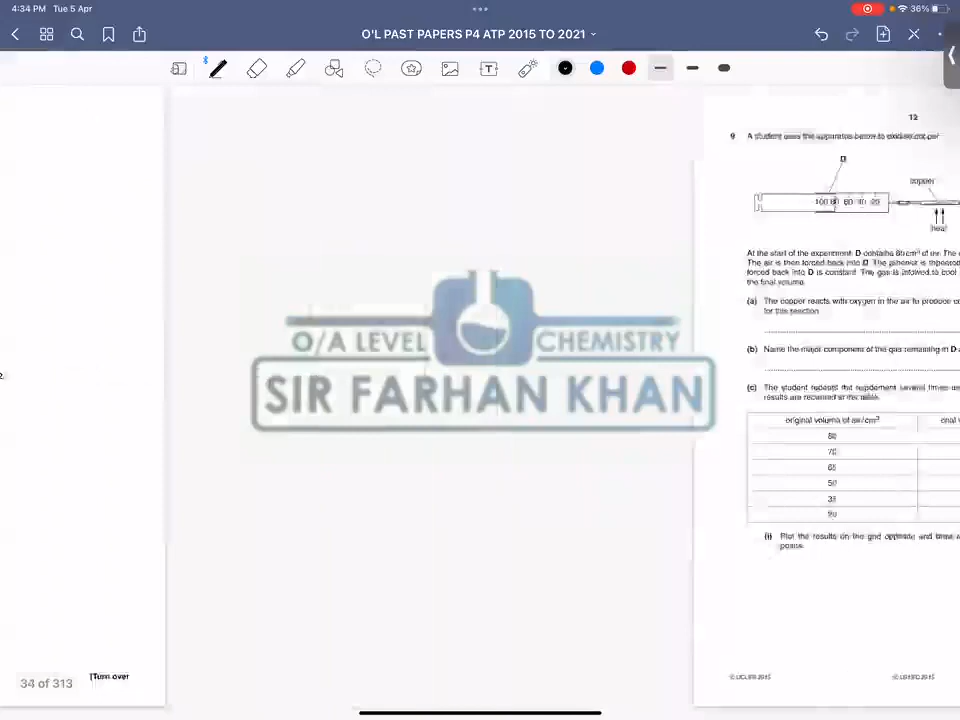 4:34 PM Tue 5 Apr
36%
O'L PAST PAPERS P4 ATP 2015 TO 2021
12
9 A student uses the apparatus below to oxidise copper
D
copper
100 80 60 40 20
heat
At the start of the experiment D contains 80 cm³ of air. The
The air is then forced back into D. The
forced back into D is constant. The gas is allowed to cool
the final volume.
(a) The copper reacts with oxygen in the air to produce
for this reaction
(b) Name the major component of the gas remaining in D
(c) The student repeats the experiment several times
results are recorded in the table.
original volume of air/cm³
80
70
50
(i) Plot the results on the grid opposite and draw
points.
O/A LEVEL CHEMISTRY
SIR FARHAN KHAN
34 of 313
[Turn over
© UCLES 2015